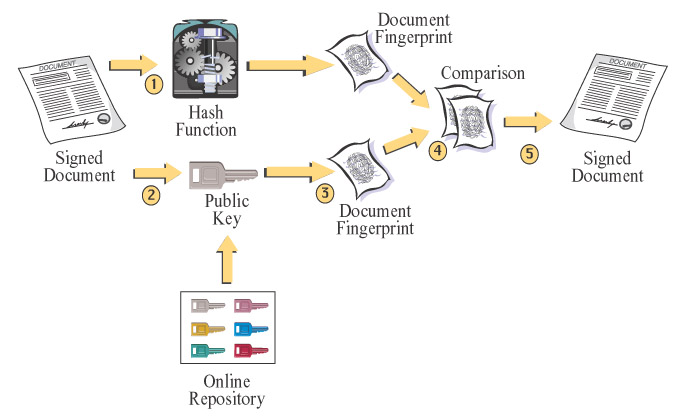 Document
Fingerprint
DOCUMENT
1
Hash
Function
Comparison
DOCUMENT
Signed
Document
2
Public
Key
3
Document
Fingerprint
4
5
Signed
Document
Online
Repository